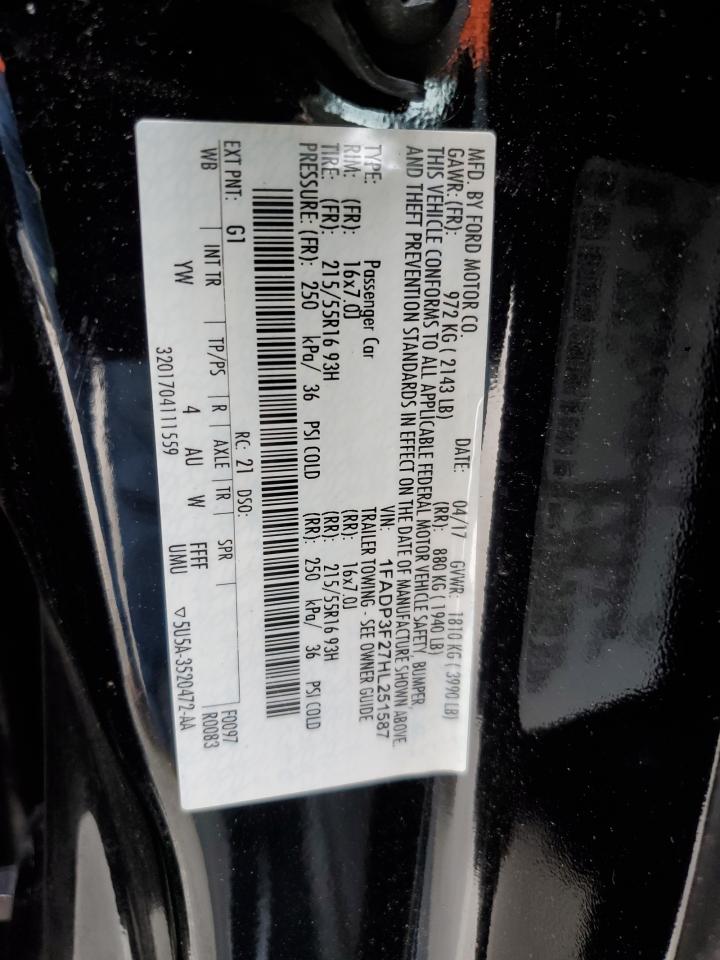 MFD. BY FORD MOTOR CO.
DATE: 04/17 GVWR: 1810 KG ( 3990 LB)
GAWR: (FR): 972 KG ( 2143 LB) (RR): 880 KG ( 1940 LB)
THIS VEHICLE CONFORMS TO ALL APPLICABLE FEDERAL MOTOR VEHICLE SAFETY, BUMPER,
AND THEFT PREVENTION STANDARDS IN EFFECT ON THE DATE OF MANUFACTURE SHOWN ABOVE.
VIN: 1FADP3F27HL251587
TYPE: Passenger Car TRAILER TOWING - SEE OWNER GUIDE
RIM: (FR): 16x7.0J (RR): 16x7.0J
TIRE: (FR): 215/55R16 93H (RR): 215/55R16 93H
PRESSURE: (FR): 250 kPa/ 36 PSI COLD (RR): 250 kPa/ 36 PSI COLD
EXT PNT: G1 RC: 21 DSO: F0097
WB INT TR TP/PS R AXLE TR SPR R0083
YW 4 AU W FFFF
UMU
3201704111559 ▽5U5A-3520472-AA